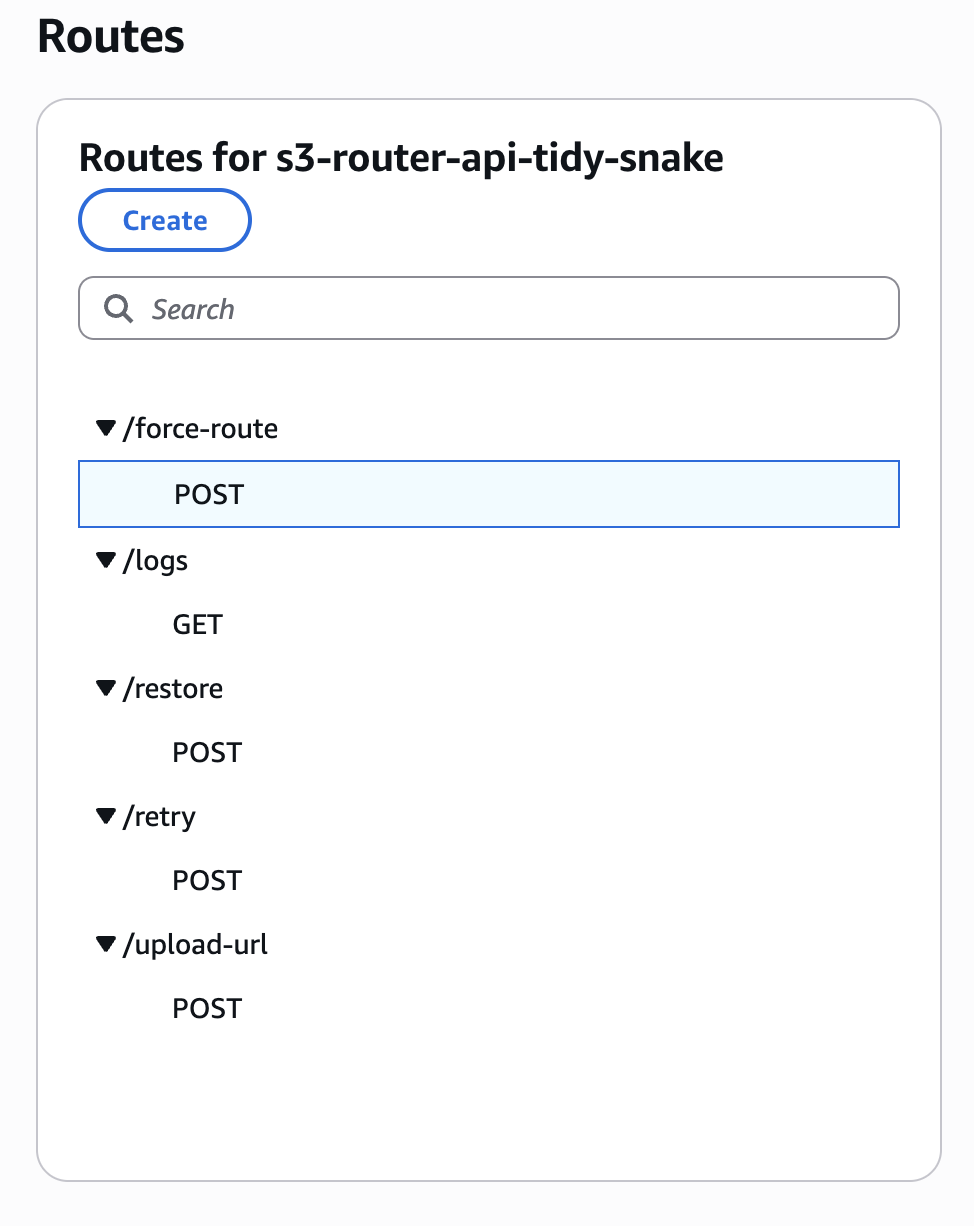 Routes
Routes for s3-router-api-tidy-snake
Create
Search
/force-route
POST
/logs
GET
/restore
POST
/retry
POST
/upload-url
POST